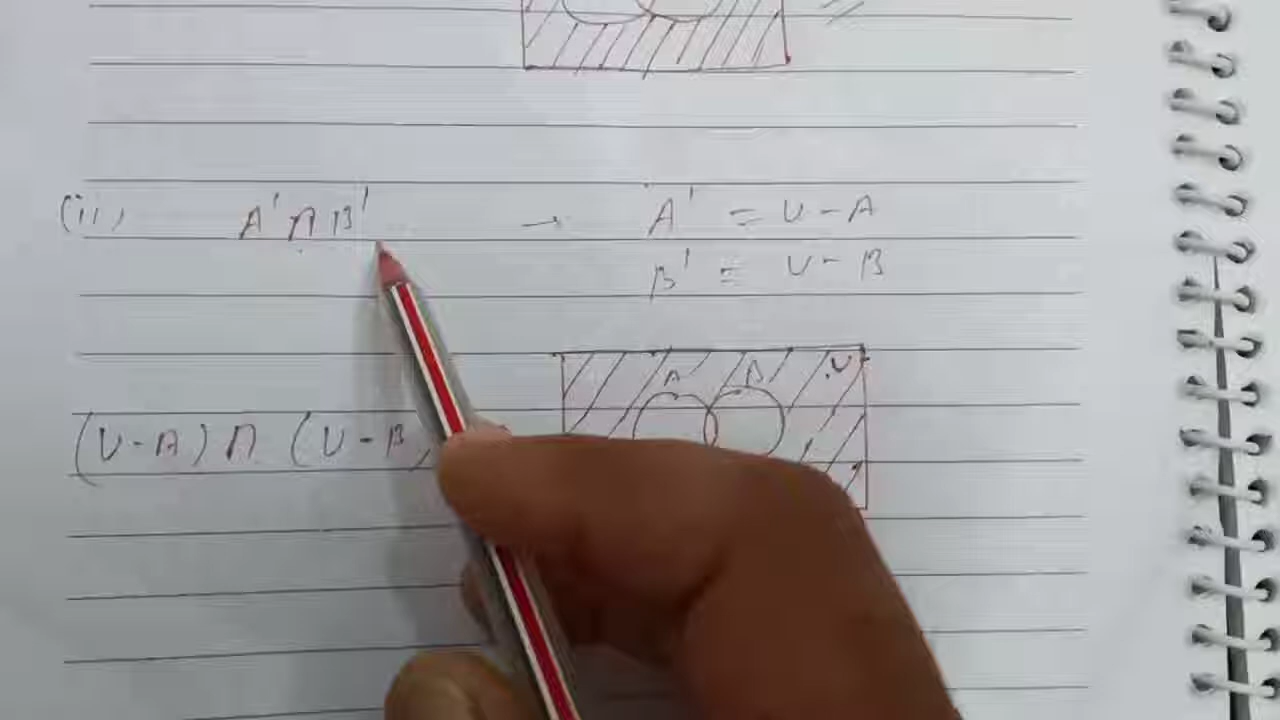 (ii) A' ∩ B' → A' = U - A
B' = U - B
A B U
(U - A) ∩ (U - B